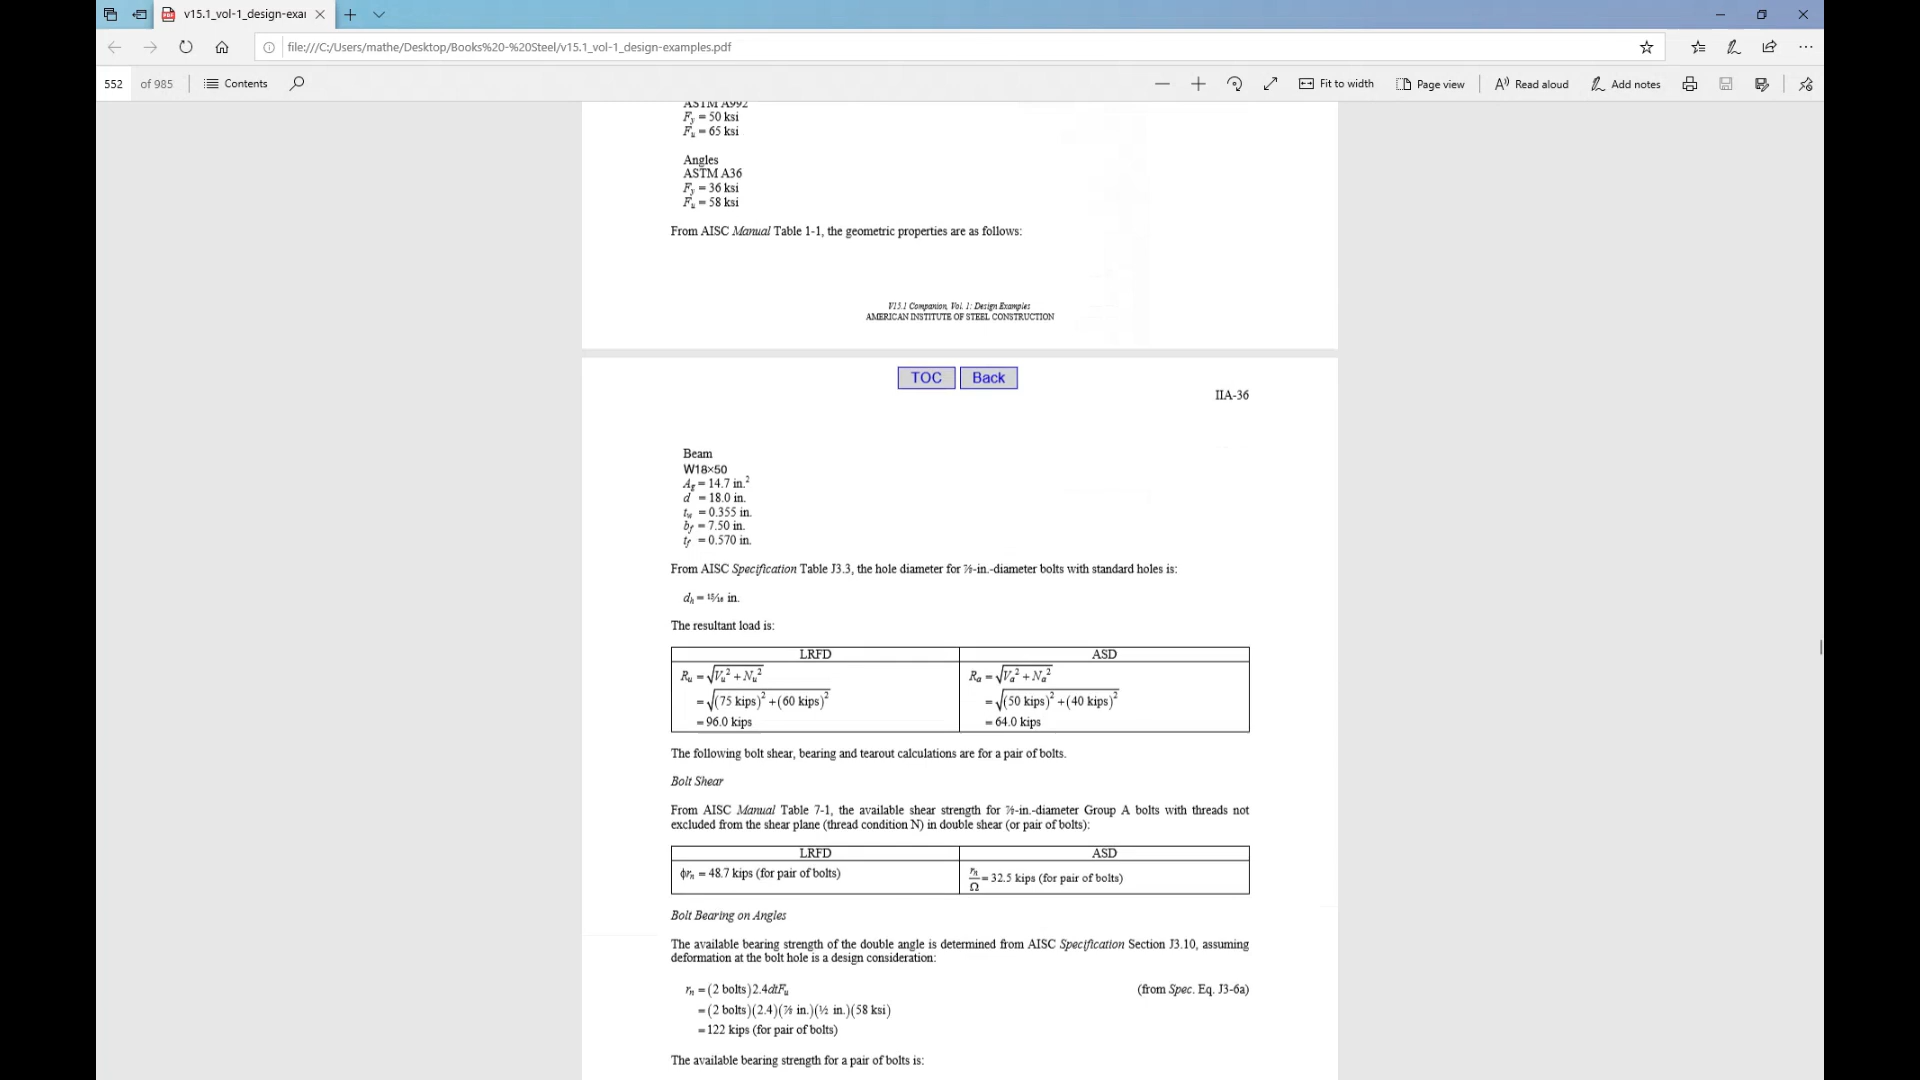 v15.1_vol-1_design-exar
file:///C:/Users/mathe/Desktop/Books%20-%20Steel/v15.1_vol-1_design-examples.pdf
552 of 985 Contents Fit to width Page view Read aloud Add notes
ASTM A992
Fy = 50 ksi
Fu = 65 ksi
Angles
ASTM A36
Fy = 36 ksi
Fu = 58 ksi
From AISC Manual Table 1-1, the geometric properties are as follows:
V15.1 Companion, Vol. 1: Design Examples
AMERICAN INSTITUTE OF STEEL CONSTRUCTION
TOC Back
IIA-36
Beam
W18×50
Ag = 14.7 in.²
d = 18.0 in.
tw = 0.355 in.
bf = 7.50 in.
tf = 0.570 in.
From AISC Specification Table J3.3, the hole diameter for ⅞-in.-diameter bolts with standard holes is:
dh = 15/16 in.
The resultant load is:
LRFD ASD
Ru = √(Vu² + Nu²) Ra = √(Va² + Na²)
= √((75 kips)² + (60 kips)²) = √((50 kips)² + (40 kips)²)
= 96.0 kips = 64.0 kips
The following bolt shear, bearing and tearout calculations are for a pair of bolts.
Bolt Shear
From AISC Manual Table 7-1, the available shear strength for ⅞-in.-diameter Group A bolts with threads not
excluded from the shear plane (thread condition N) in double shear (or pair of bolts):
LRFD ASD
ϕrn = 48.7 kips (for pair of bolts) rn/Ω = 32.5 kips (for pair of bolts)
Bolt Bearing on Angles
The available bearing strength of the double angle is determined from AISC Specification Section J3.10, assuming
deformation at the bolt hole is a design consideration:
rn = (2 bolts)2.4dtFu (from Spec. Eq. J3-6a)
= (2 bolts)(2.4)(⅞ in.)(½ in.)(58 ksi)
= 122 kips (for pair of bolts)
The available bearing strength for a pair of bolts is: